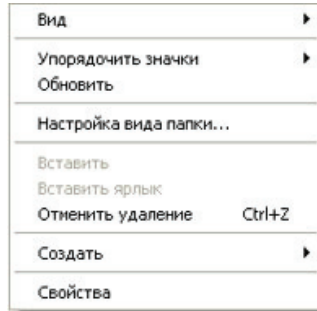 Вид
Упорядочить значки
Обновить
Настройка вида папки...
Вставить
Вставить ярлык
Отменить удаление Ctrl+Z
Создать
Свойства